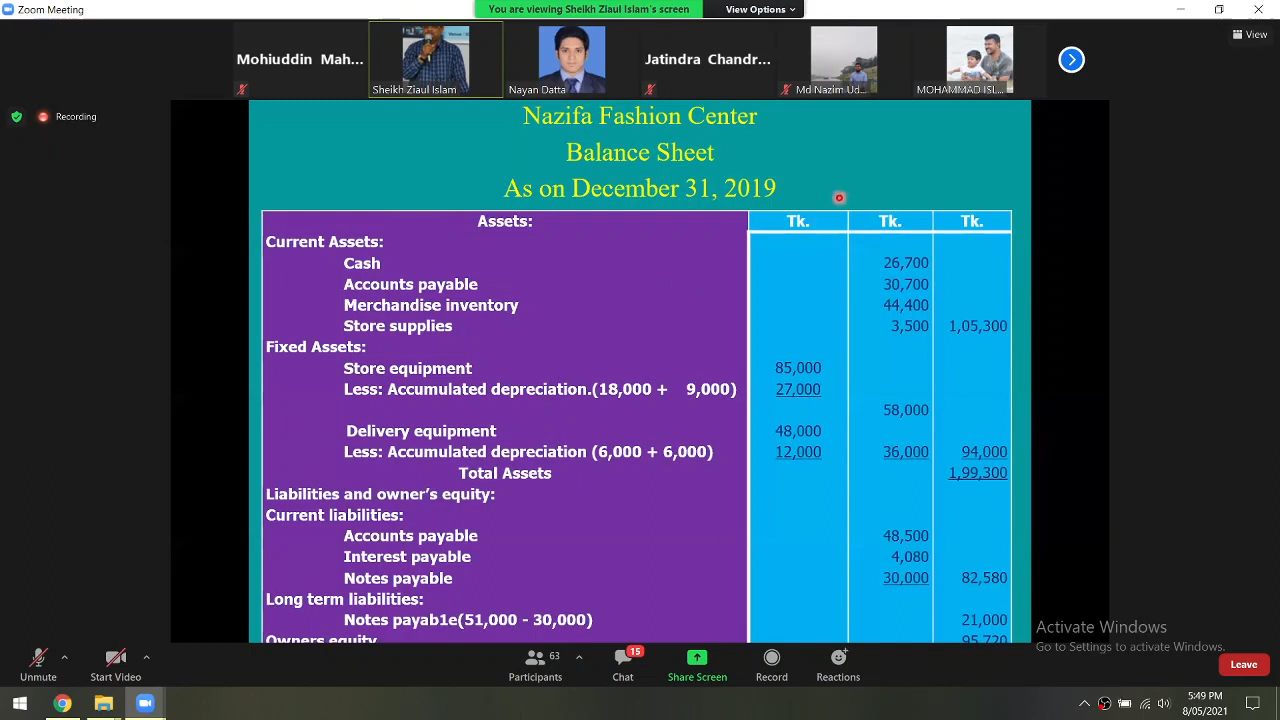 Zoom Meeting
You are viewing Sheikh Ziaul Islam's screen
View Options
View
Mohiuddin Mah...
Sheikh Ziaul Islam
Nayan Datta
Jatindra Chandr...
Md Nazim Ud...
MOHAMMAD ISL...
Recording
Nazifa Fashion Center
Balance Sheet
As on December 31, 2019
Assets: Tk. Tk. Tk.
Current Assets:
Cash 26,700
Accounts payable 30,700
Merchandise inventory 44,400
Store supplies 3,500 1,05,300
Fixed Assets:
Store equipment 85,000
Less: Accumulated depreciation.(18,000 + 9,000) 27,000
58,000
Delivery equipment 48,000
Less: Accumulated depreciation (6,000 + 6,000) 12,000 36,000 94,000
Total Assets 1,99,300
Liabilities and owner's equity:
Current liabilities:
Accounts payable 48,500
Interest payable 4,080
Notes payable 30,000 82,580
Long term liabilities:
Notes payab1e(51,000 - 30,000) 21,000
Owners equity 95,720
Activate Windows
Go to Settings to activate Windows.
Unmute
Start Video
63
Participants
15
Chat
Share Screen
Record
Reactions
Leave
5:49 PM
8/05/2021